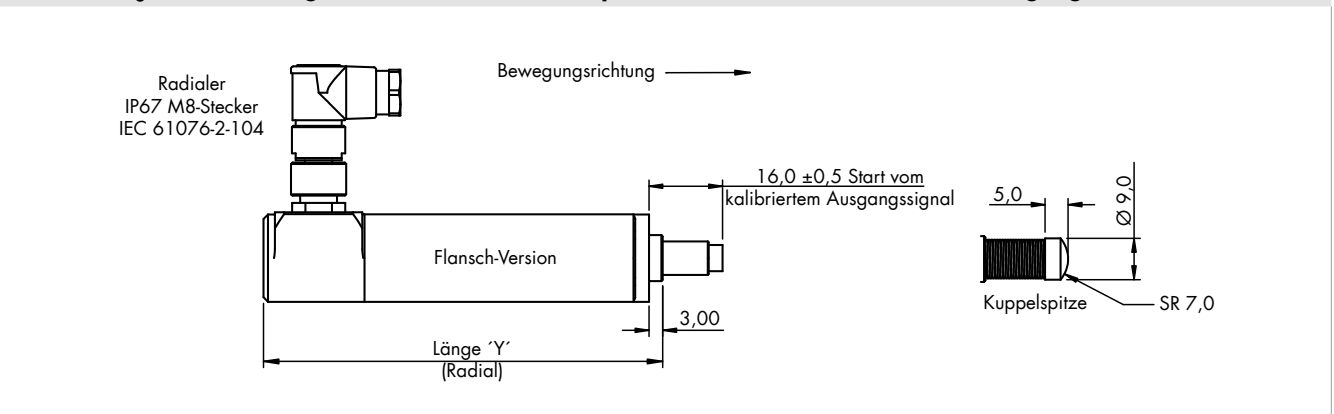 Radialer
IP67 M8-Stecker
IEC 61076-2-104
Bewegungsrichtung
16,0 ±0,5 Start vom
kalibriertem Ausgangssignal
Flansch-Version
3,00
Länge ´Y´
(Radial)
5,0
Ø 9,0
Kuppelspitze
SR 7,0